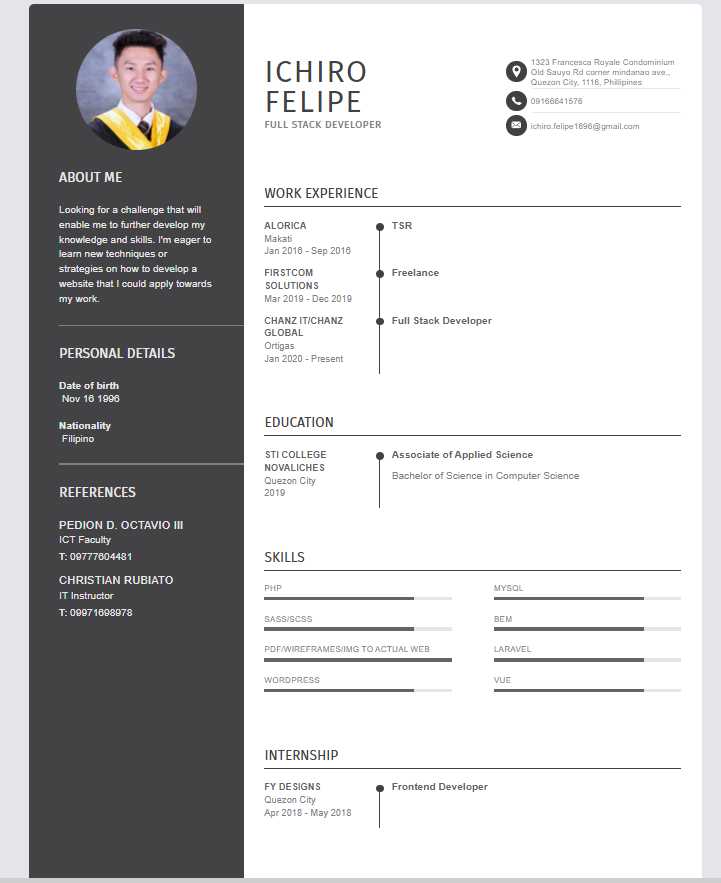 ICHIRO
FELIPE
FULL STACK DEVELOPER
1323 Francesca Royale Condominium
Old Sauyo Rd corner mindanao ave.,
Quezon City, 1116, Phillipines
09166641576
ichiro.felipe1696@gmail.com
ABOUT ME
Looking for a challenge that will
enable me to further develop my
knowledge and skills. I'm eager to
learn new techniques or
strategies on how to develop a
website that I could apply towards
my work.
PERSONAL DETAILS
Date of birth
Nov 16 1996
Nationality
Filipino
REFERENCES
PEDION D. OCTAVIO III
ICT Faculty
T: 09777604481
CHRISTIAN RUBIATO
IT Instructor
T: 09971698978
WORK EXPERIENCE
ALORICA
Makati
Jan 2016 - Sep 2016
TSR
FIRSTCOM
SOLUTIONS
Mar 2019 - Dec 2019
Freelance
CHANZ IT/CHANZ
GLOBAL
Ortigas
Jan 2020 - Present
Full Stack Developer
EDUCATION
STI COLLEGE
NOVALICHES
Quezon City
2019
Associate of Applied Science
Bachelor of Science in Computer Science
SKILLS
PHP
MYSQL
SASS/SCSS
BEM
PDF/WIREFRAMES/IMG TO ACTUAL WEB
LARAVEL
WORDPRESS
VUE
INTERNSHIP
FY DESIGNS
Quezon City
Apr 2018 - May 2018
Frontend Developer